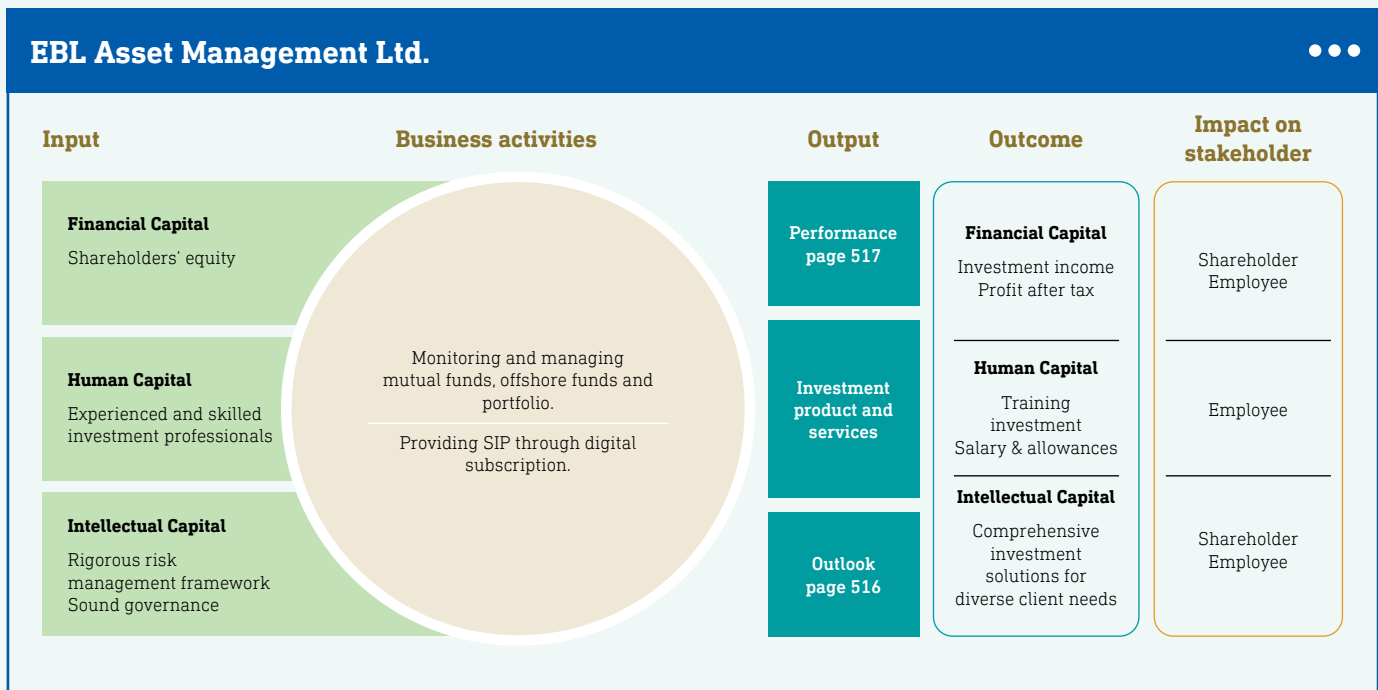 EBL Asset Management Ltd.
Input
Business activities
Output
Outcome
Impact on
stakeholder
Financial Capital
Shareholders' equity
Human Capital
Experienced and skilled
investment professionals
Intellectual Capital
Rigorous risk
management framework
Sound governance
Monitoring and managing
mutual funds, offshore funds and
portfolio.
Providing SIP through digital
subscription.
Performance
page 517
Investment
product and
services
Outlook
page 516
Financial Capital
Investment income
Profit after tax
Human Capital
Training
investment
Salary & allowances
Intellectual Capital
Comprehensive
investment
solutions for
diverse client needs
Shareholder
Employee
Employee
Shareholder
Employee